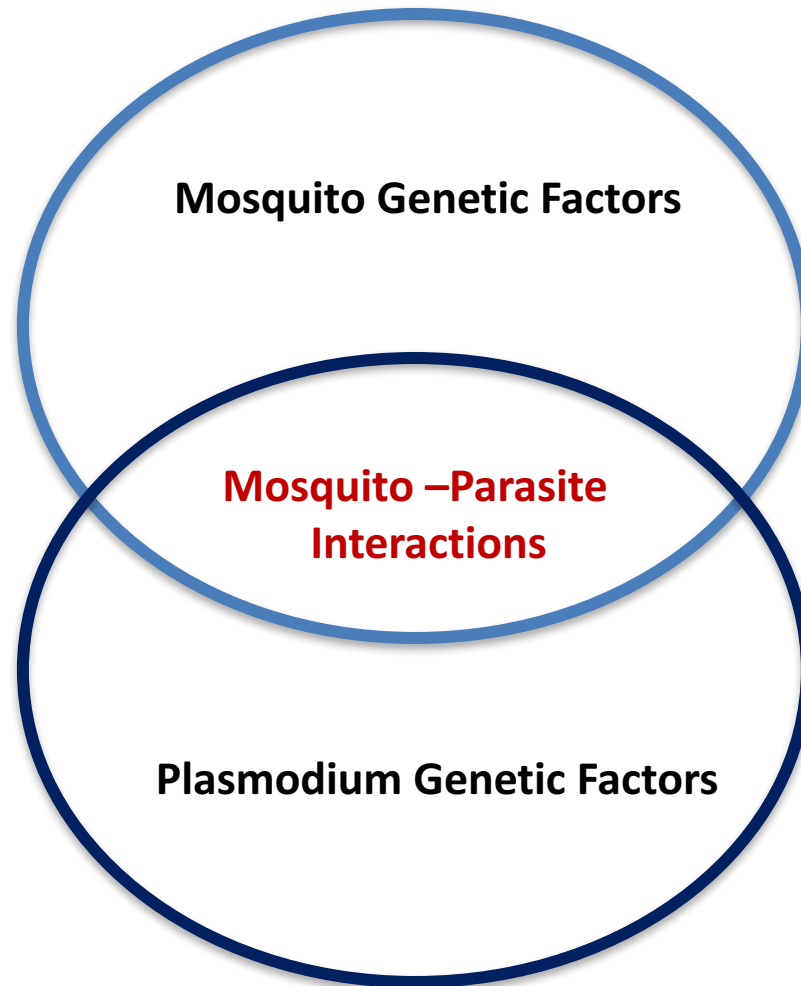 Mosquito Genetic Factors
Mosquito –Parasite
Interactions
Plasmodium Genetic Factors